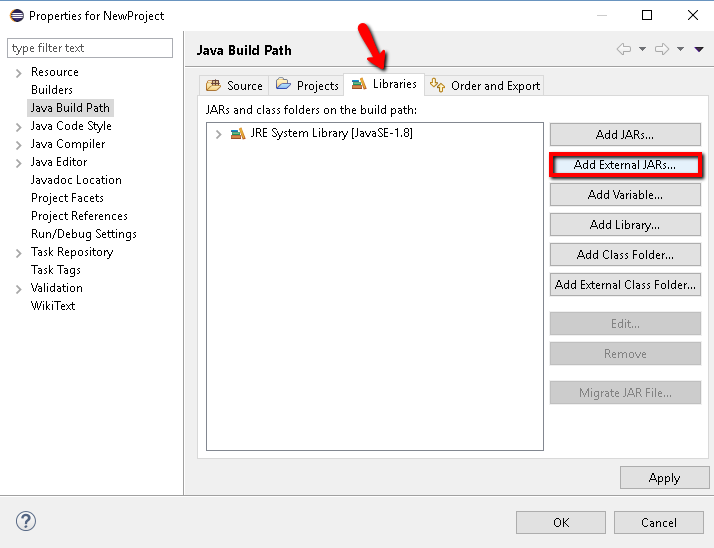 Properties for NewProject
type filter text
Resource
Builders
Java Build Path
Java Code Style
Java Compiler
Java Editor
Javadoc Location
Project Facets
Project References
Run/Debug Settings
Task Repository
Task Tags
Validation
WikiText
Java Build Path
Source Projects Libraries Order and Export
JARs and class folders on the build path:
JRE System Library [JavaSE-1.8]
Add JARs...
Add External JARs...
Add Variable...
Add Library...
Add Class Folder...
Add External Class Folder...
Edit...
Remove
Migrate JAR File...
Apply
?
OK Cancel